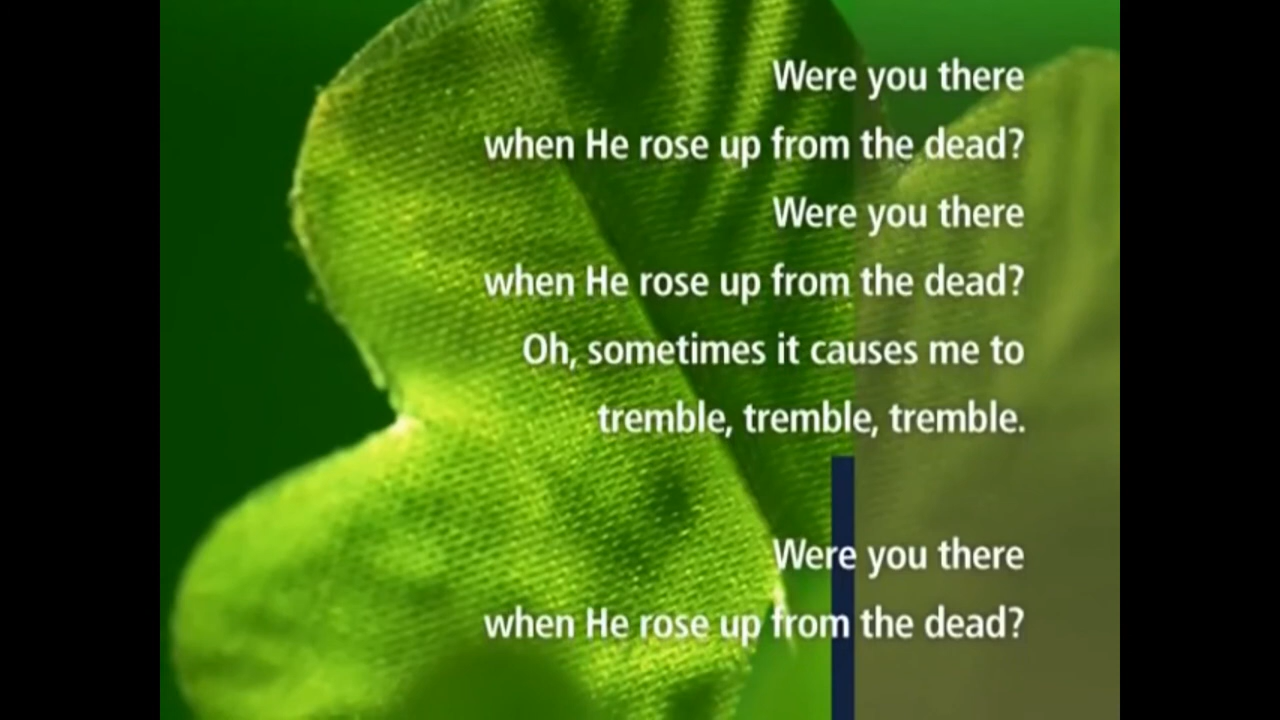 Were you there
when He rose up from the dead?
Were you there
when He rose up from the dead?
Oh, sometimes it causes me to
tremble, tremble, tremble.
Were you there
when He rose up from the dead?